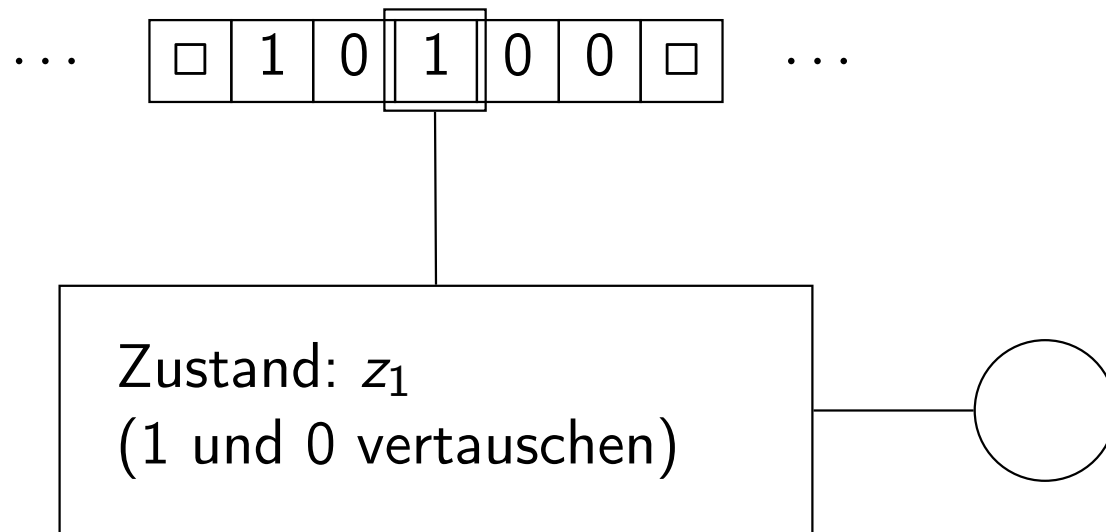 ... □ 1 0 1 0 0 □ ...
Zustand: z₁
(1 und 0 vertauschen)